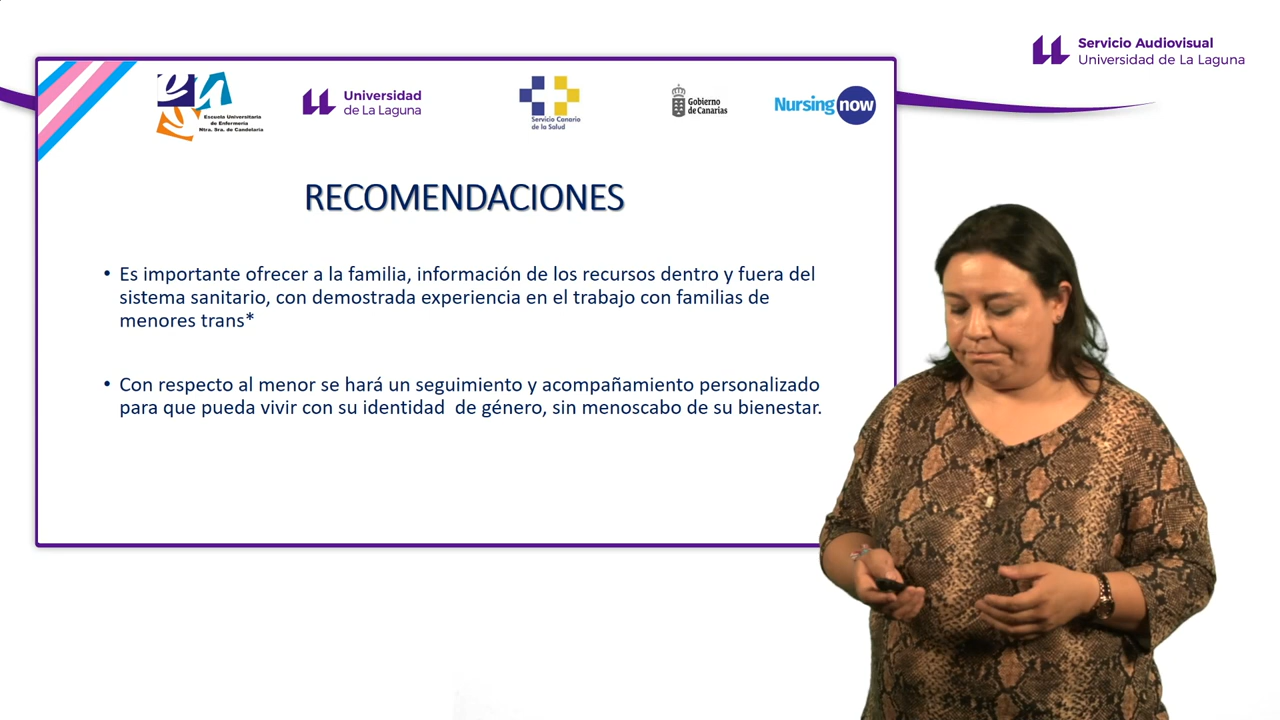 Servicio Audiovisual
Universidad de La Laguna
Escuela Universitaria
de Enfermería
Ntra. Sra. de Candelaria
Universidad
de La Laguna
Servicio Canario
de la Salud
Gobierno
de Canarias
Nursing now
RECOMENDACIONES
• Es importante ofrecer a la familia, información de los recursos dentro y fuera del
sistema sanitario, con demostrada experiencia en el trabajo con familias de
menores trans*
• Con respecto al menor se hará un seguimiento y acompañamiento personalizado
para que pueda vivir con su identidad  de género, sin menoscabo de su bienestar.